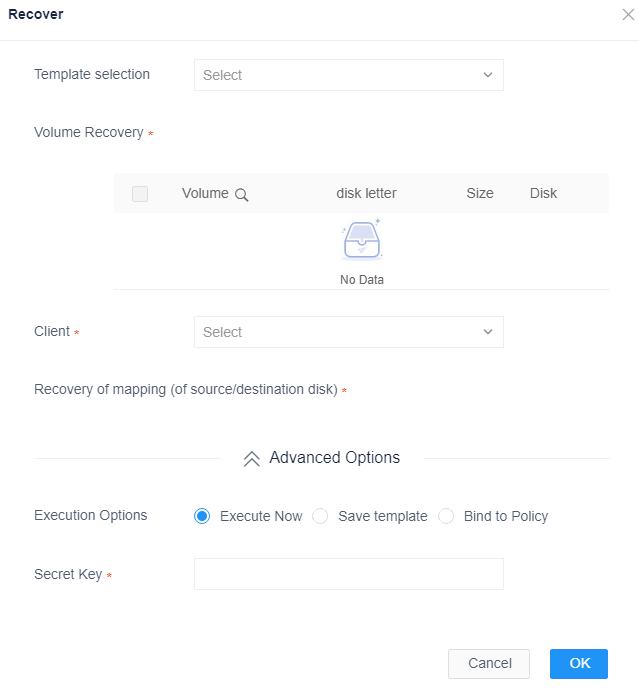 Recover
Template selection Select
Volume Recovery *
Volume disk letter Size Disk
No Data
Client * Select
Recovery of mapping (of source/destination disk) *
Advanced Options
Execution Options Execute Now Save template Bind to Policy
Secret Key *
Cancel OK